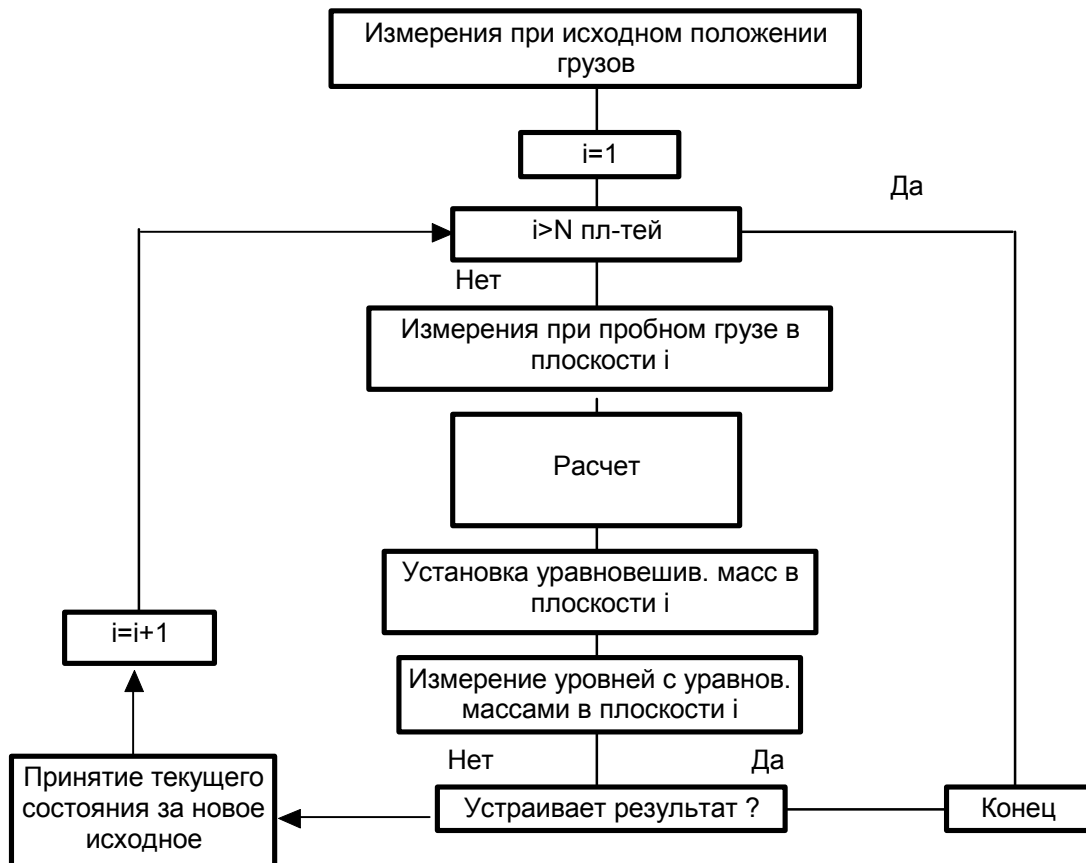 Измерения при исходном положении
грузов
i=1
Да
i>N пл-тей
Нет
Измерения при пробном грузе в
плоскости i
Расчет
Установка уравновешив. масс в
плоскости i
i=i+1
Измерение уровней с уравнов.
массами в плоскости i
Нет
Да
Принятие текущего
состояния за новое
исходное
Устраивает результат ?
Конец